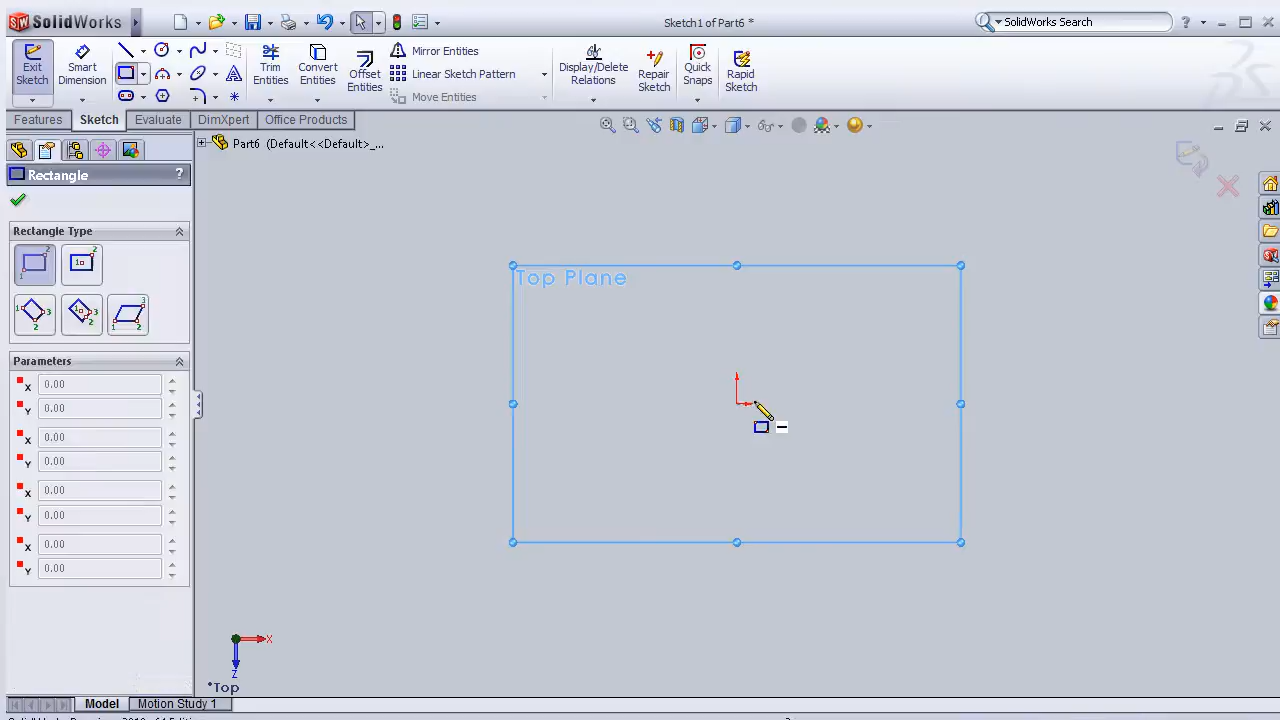 SolidWorks
Sketch1 of Part6 *
SolidWorks Search
Exit Sketch
Smart Dimension
Trim Entities
Convert Entities
Offset Entities
Mirror Entities
Linear Sketch Pattern
Move Entities
Display/Delete Relations
Repair Sketch
Quick Snaps
Rapid Sketch
Features
Sketch
Evaluate
DimXpert
Office Products
Part6 (Default<<Default>_...
Rectangle
?
Rectangle Type
Parameters
X 0.00
Y 0.00
X 0.00
Y 0.00
X 0.00
Y 0.00
X 0.00
Y 0.00
Top Plane
X
Z
*Top
Model
Motion Study 1